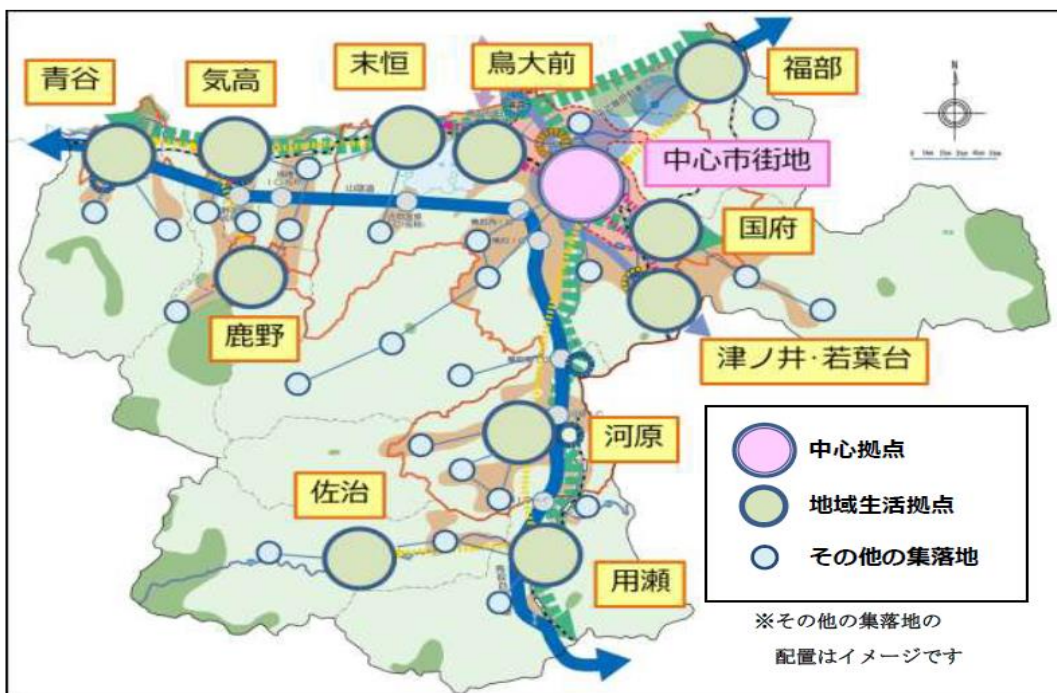 青谷
気高
末恒
鳥大前
福部
N
中心市街地
山陰道
国府
鹿野
津ノ井・若葉台
河原
佐治
用瀬
中心拠点
地域生活拠点
その他の集落地
※その他の集落地の
配置はイメージです